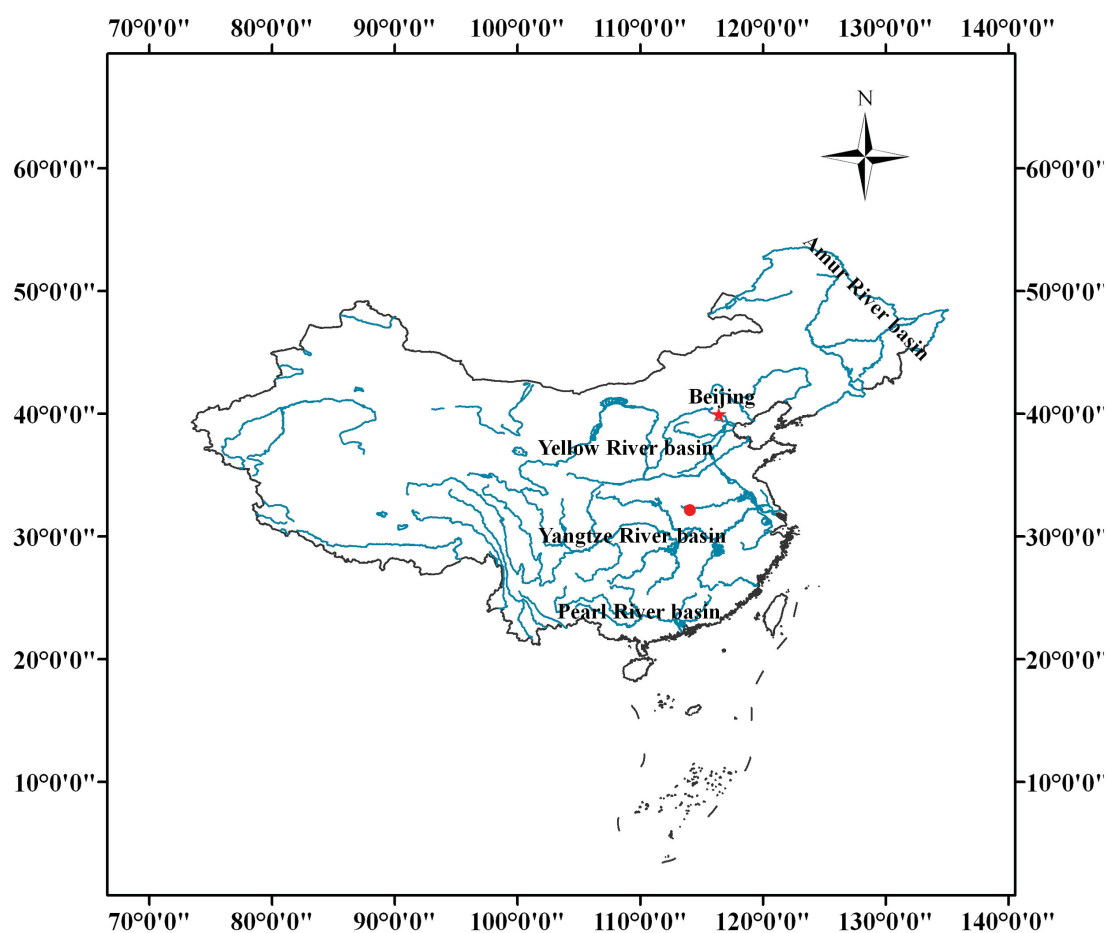 70°0'0" 80°0'0" 90°0'0" 100°0'0" 110°0'0" 120°0'0" 130°0'0" 140°0'0"
N
60°0'0" 60°0'0"
Amur River basin
50°0'0" 50°0'0"
Beijing
40°0'0" 40°0'0"
Yellow River basin
30°0'0" 30°0'0"
Yangtze River basin
Pearl River basin
20°0'0" 20°0'0"
10°0'0" 10°0'0"
70°0'0" 80°0'0" 90°0'0" 100°0'0" 110°0'0" 120°0'0" 130°0'0" 140°0'0"